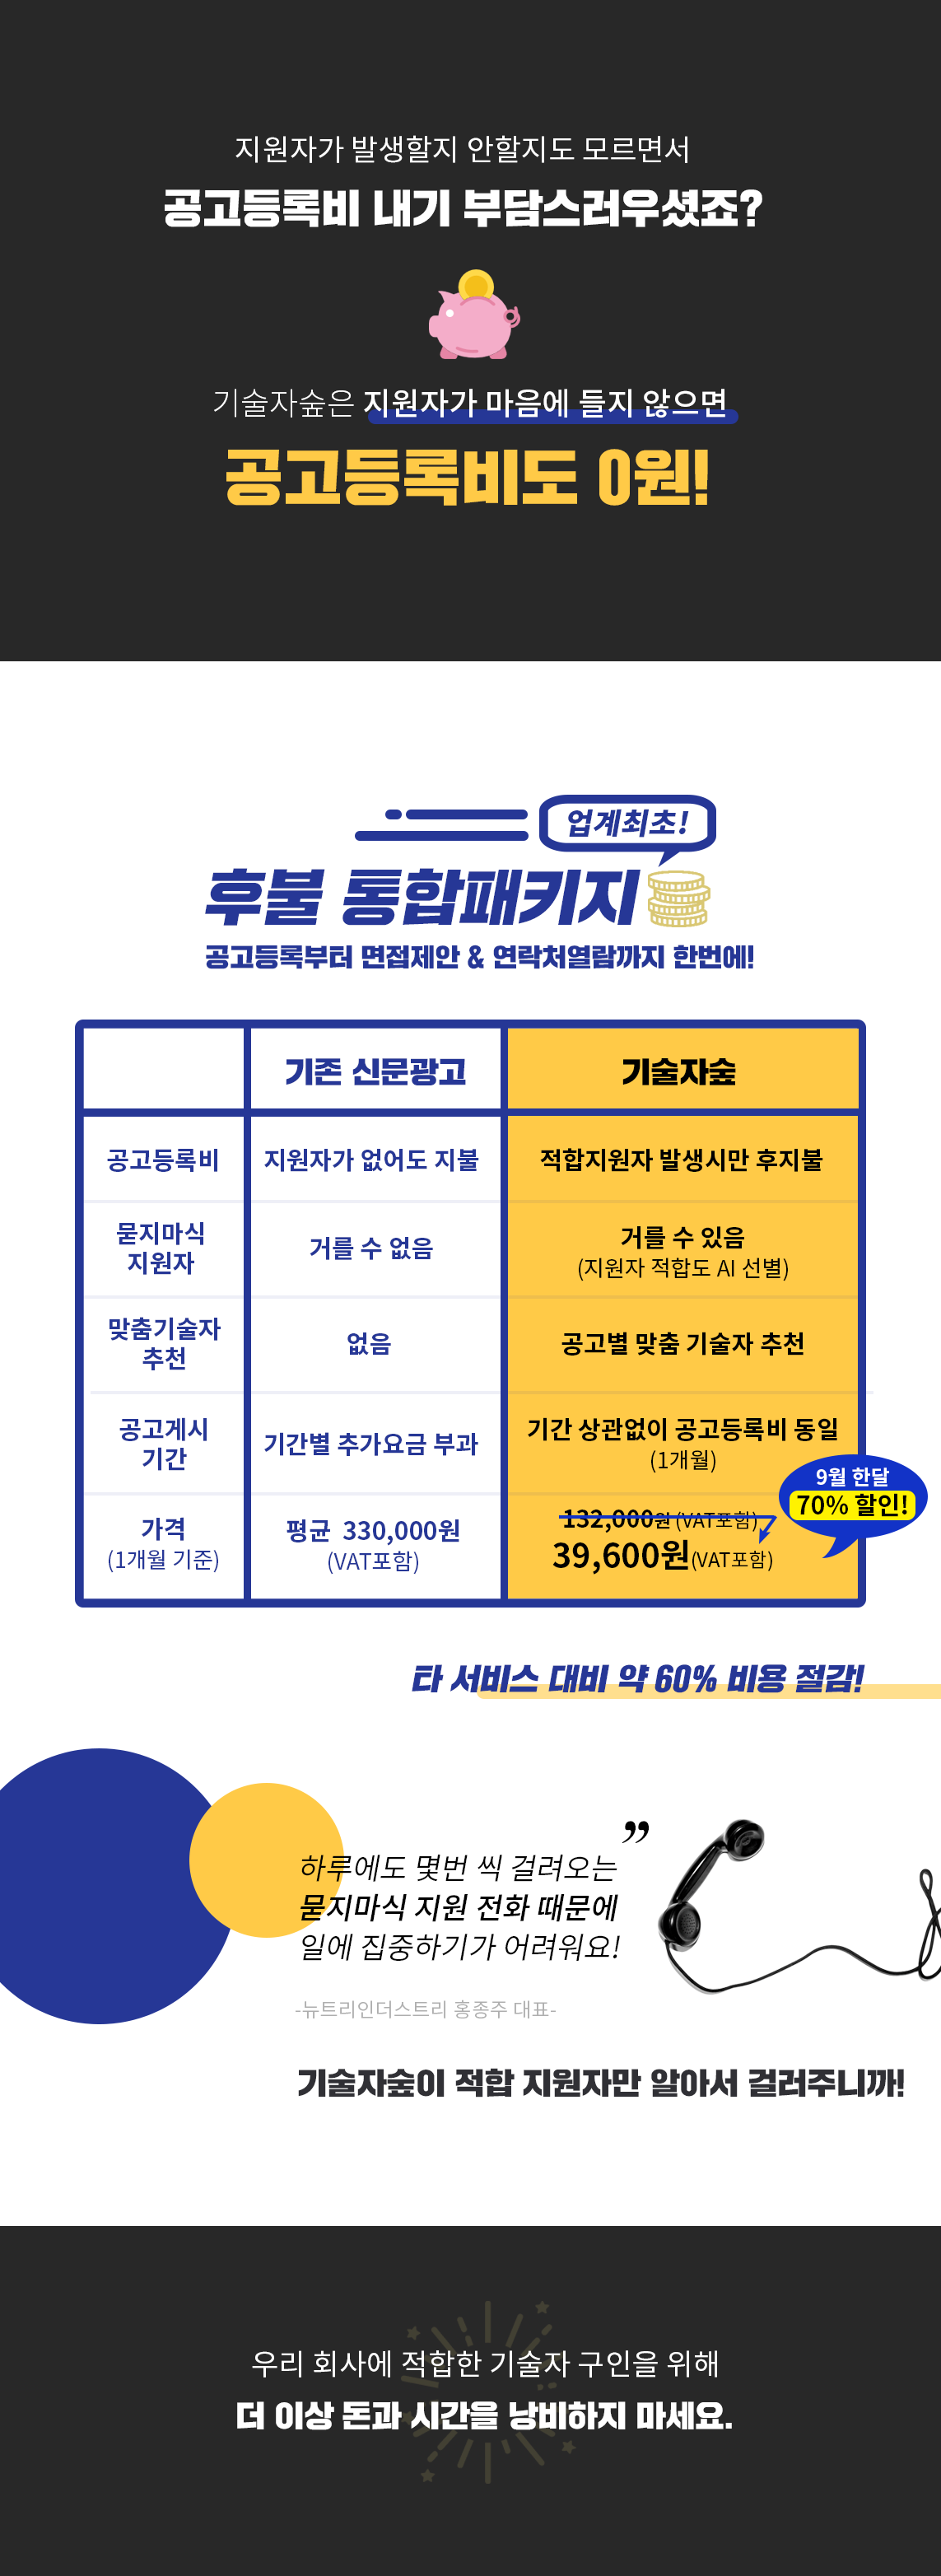 지원자가 발생할지 안할지도 모르면서
공고등록비 내기 부담스러우셨죠?
기술자숲은 지원자가 마음에 들지 않으면
공고등록비도 0원!
업계최초!
후불 통합패키지
공고등록부터 면접제안 & 연락처열람까지 한번에!
기존 신문광고
기술자숲
공고등록비
지원자가 없어도 지불
적합지원자 발생시만 후지불
묻지마식
지원자
거를 수 없음
거를 수 있음
(지원자 적합도 AI 선별)
맞춤기술자
추천
없음
공고별 맞춤 기술자 추천
공고게시
기간
기간별 추가요금 부과
기간 상관없이 공고등록비 동일
(1개월)
9월 한달
70% 할인!
가격
(1개월 기준)
평균 330,000원
(VAT포함)
132,000원 (VAT포함)
39,600원(VAT포함)
타 서비스 대비 약 60% 비용 절감!
”
하루에도 몇번 씩 걸려오는
묻지마식 지원 전화 때문에
일에 집중하기가 어려워요!
-뉴트리인더스트리 홍종주 대표-
기술자숲이 적합 지원자만 알아서 걸러주니까!
우리 회사에 적합한 기술자 구인을 위해
더 이상 돈과 시간을 낭비하지 마세요.